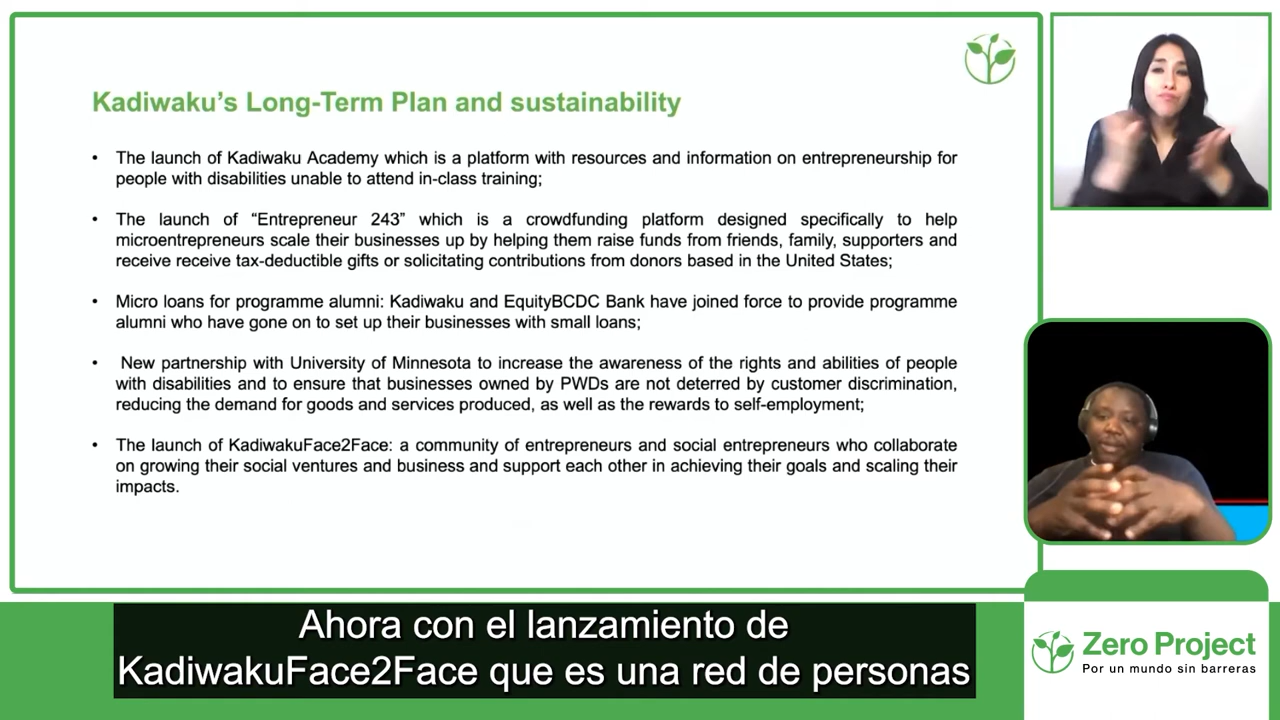 Kadiwaku's Long-Term Plan and sustainability
• The launch of Kadiwaku Academy which is a platform with resources and information on entrepreneurship for
people with disabilities unable to attend in-class training;
• The launch of “Entrepreneur 243” which is a crowdfunding platform designed specifically to help
microentrepreneurs scale their businesses up by helping them raise funds from friends, family, supporters and
receive receive tax-deductible gifts or solicitating contributions from donors based in the United States;
• Micro loans for programme alumni: Kadiwaku and EquityBCDC Bank have joined force to provide programme
alumni who have gone on to set up their businesses with small loans;
• New partnership with University of Minnesota to increase the awareness of the rights and abilities of people
with disabilities and to ensure that businesses owned by PWDs are not deterred by customer discrimination,
reducing the demand for goods and services produced, as well as the rewards to self-employment;
• The launch of KadiwakuFace2Face: a community of entrepreneurs and social entrepreneurs who collaborate
on growing their social ventures and business and support each other in achieving their goals and scaling their
impacts.
Ahora con el lanzamiento de
KadiwakuFace2Face que es una red de personas
Zero Project
Por un mundo sin barreras